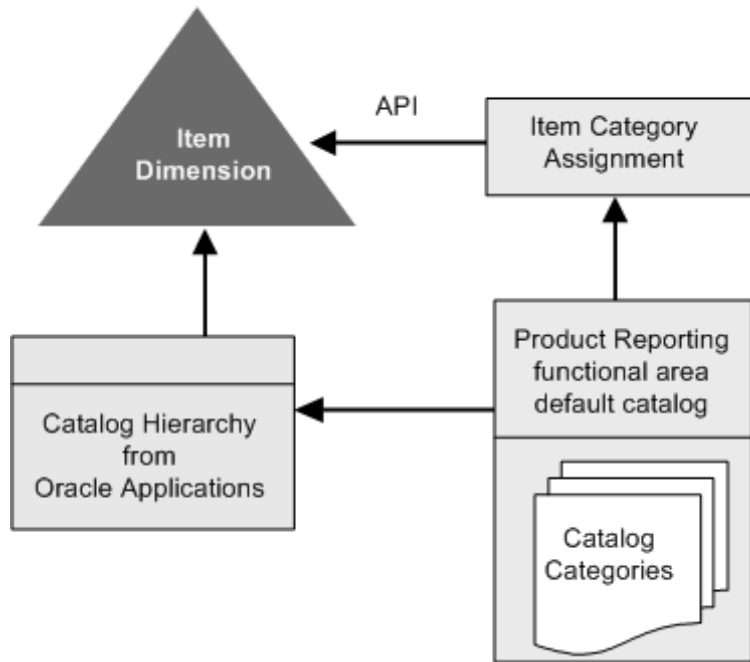 Item
Dimension
API
Item Category
Assignment
Catalog Hierarchy
from
Oracle Applications
Product Reporting
functional area
default catalog
Catalog
Categories